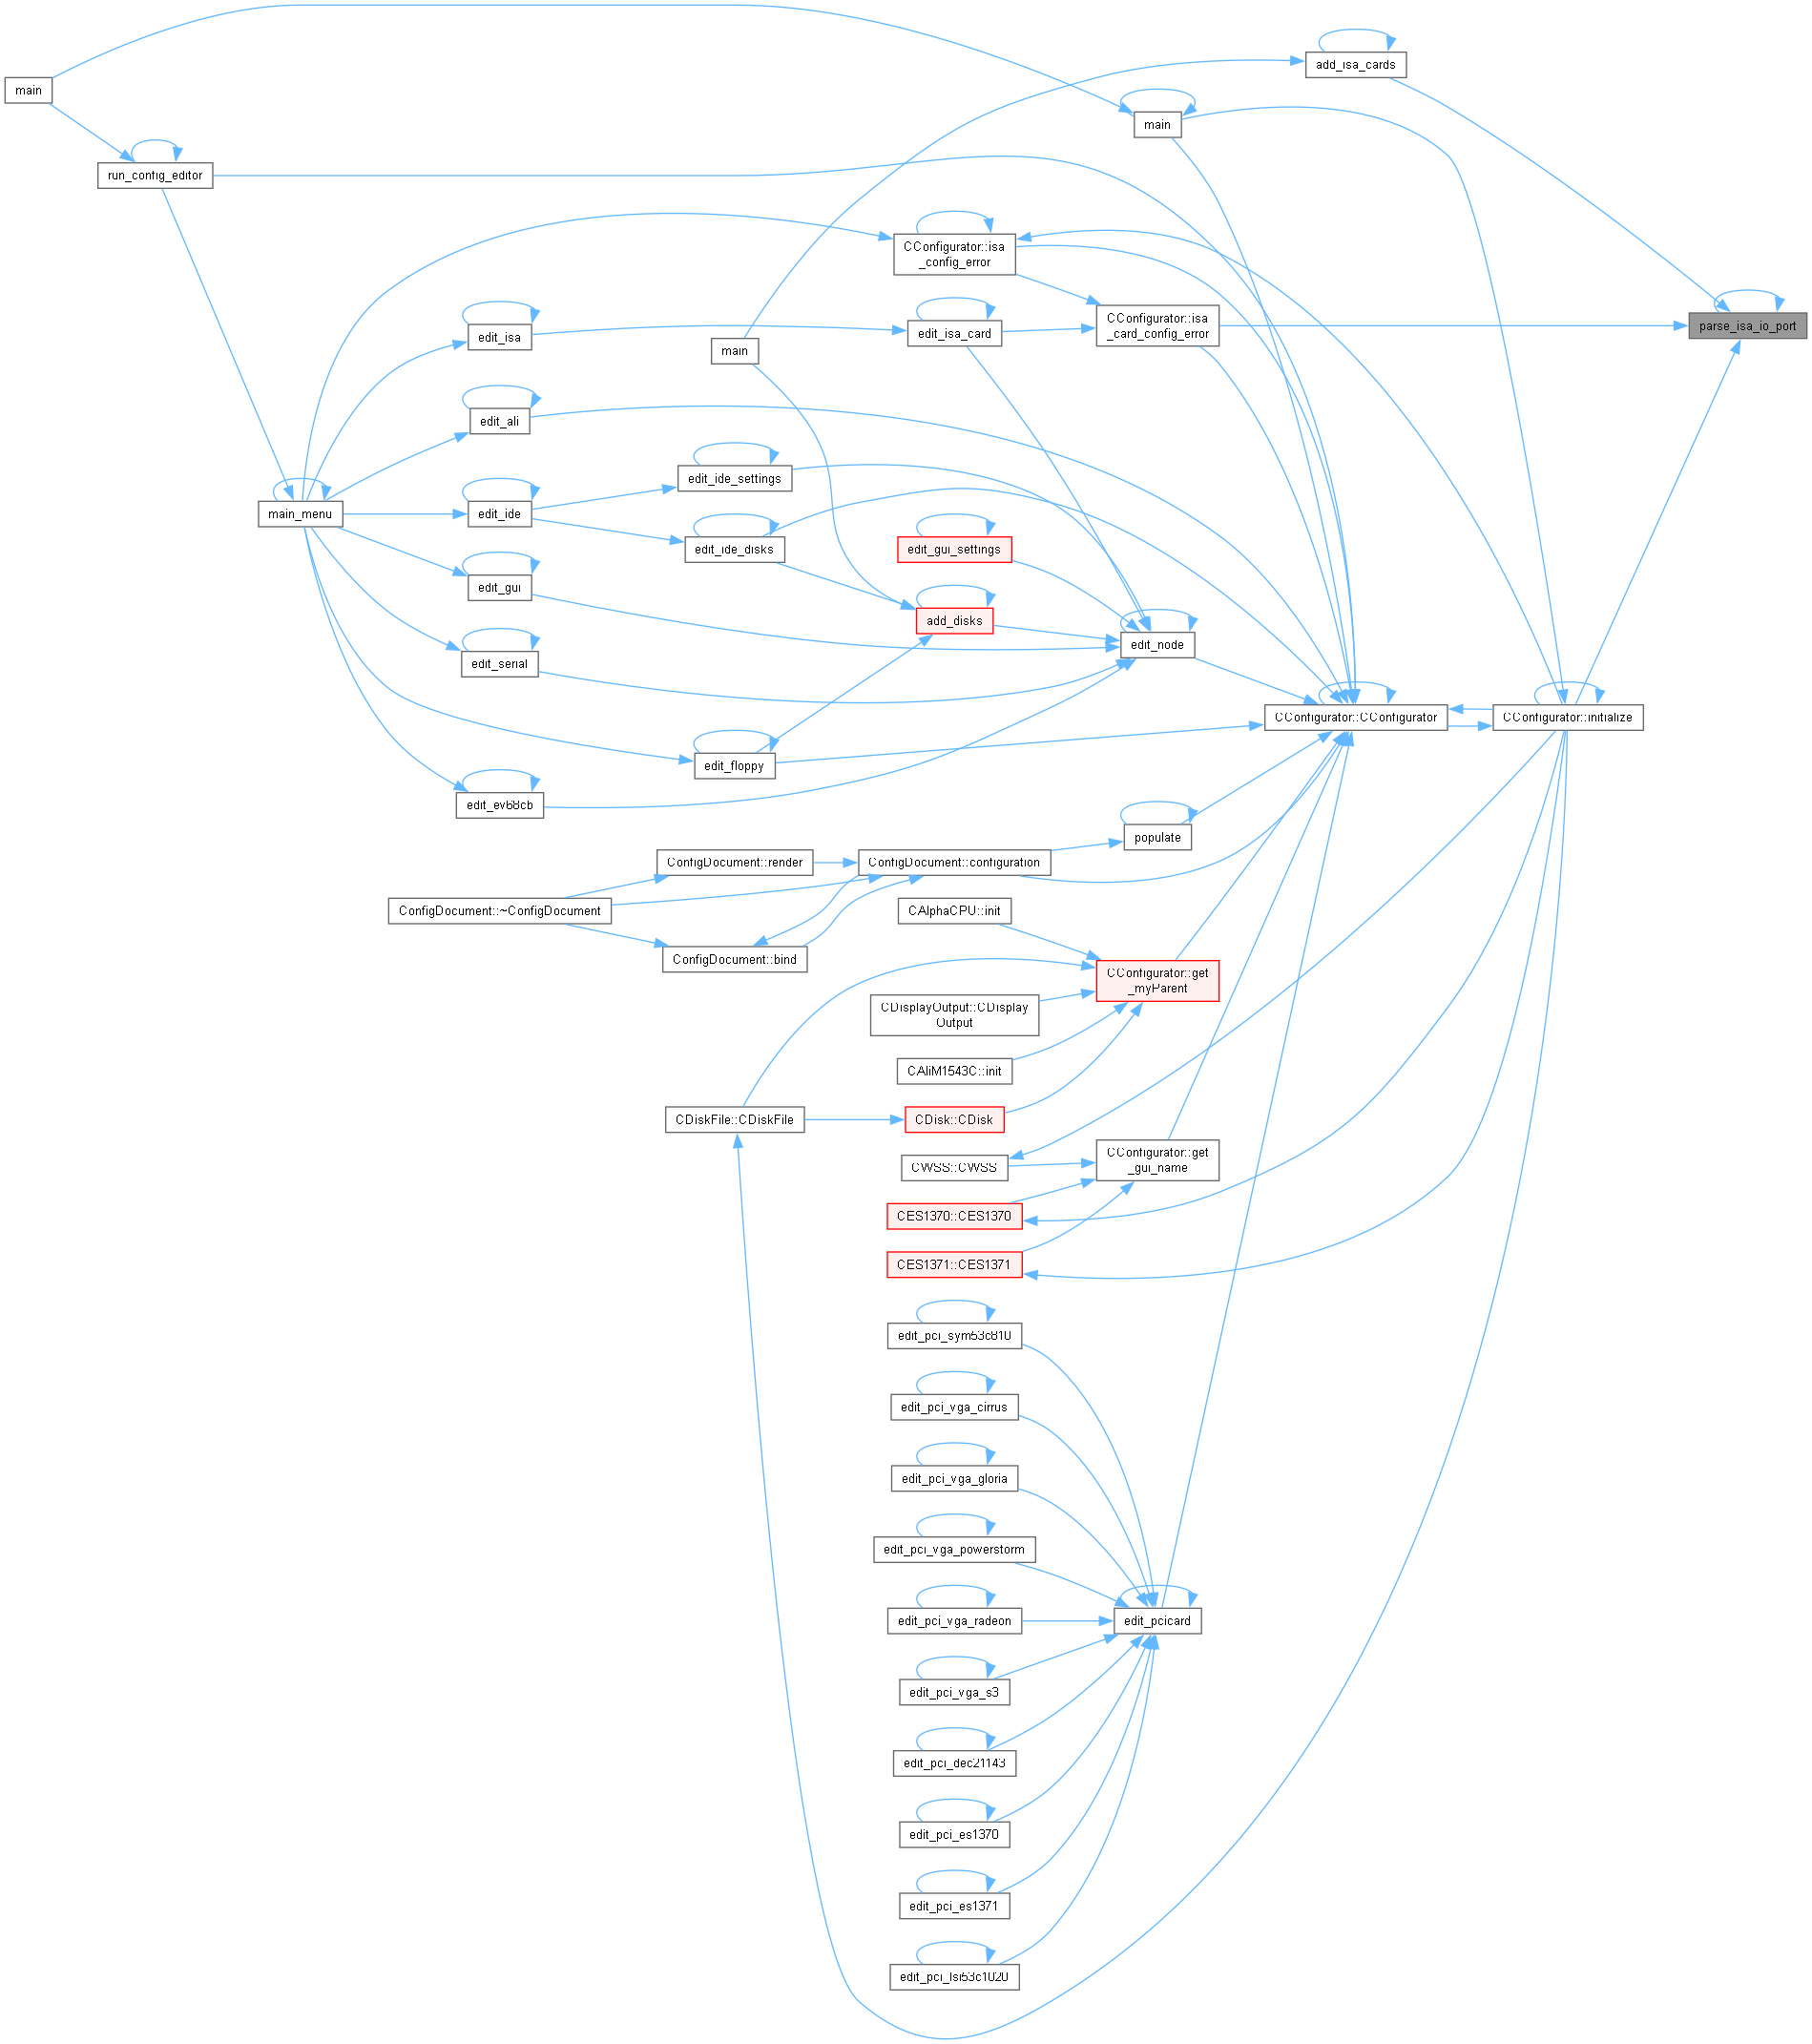 add_isa_cards
main
main
run_config_editor
CConfigurator::isa
_config_error
CConfigurator::isa
_card_config_error
parse_isa_io_port
edit_isa
edit_isa_card
main
edit_ali
edit_ide_settings
main_menu
edit_ide
edit_ide_disks
edit_gui_settings
edit_gui
add_disks
edit_node
edit_serial
CConfigurator::CConfigurator
CConfigurator::initialize
edit_floppy
edit_ev68cb
populate
ConfigDocument::render
ConfigDocument::configuration
ConfigDocument::~ConfigDocument
CAlphaCPU::init
ConfigDocument::bind
CConfigurator::get
_myParent
CDisplayOutput::CDisplay
Output
CAliM1543C::init
CDiskFile::CDiskFile
CDisk::CDisk
CWSS::CWSS
CConfigurator::get
_gui_name
CES1370::CES1370
CES1371::CES1371
edit_pci_sym53c810
edit_pci_vga_cirrus
edit_pci_vga_gloria
edit_pci_vga_powerstorm
edit_pci_vga_radeon
edit_pcicard
edit_pci_vga_s3
edit_pci_dec21143
edit_pci_es1370
edit_pci_es1371
edit_pci_lsi53c1020